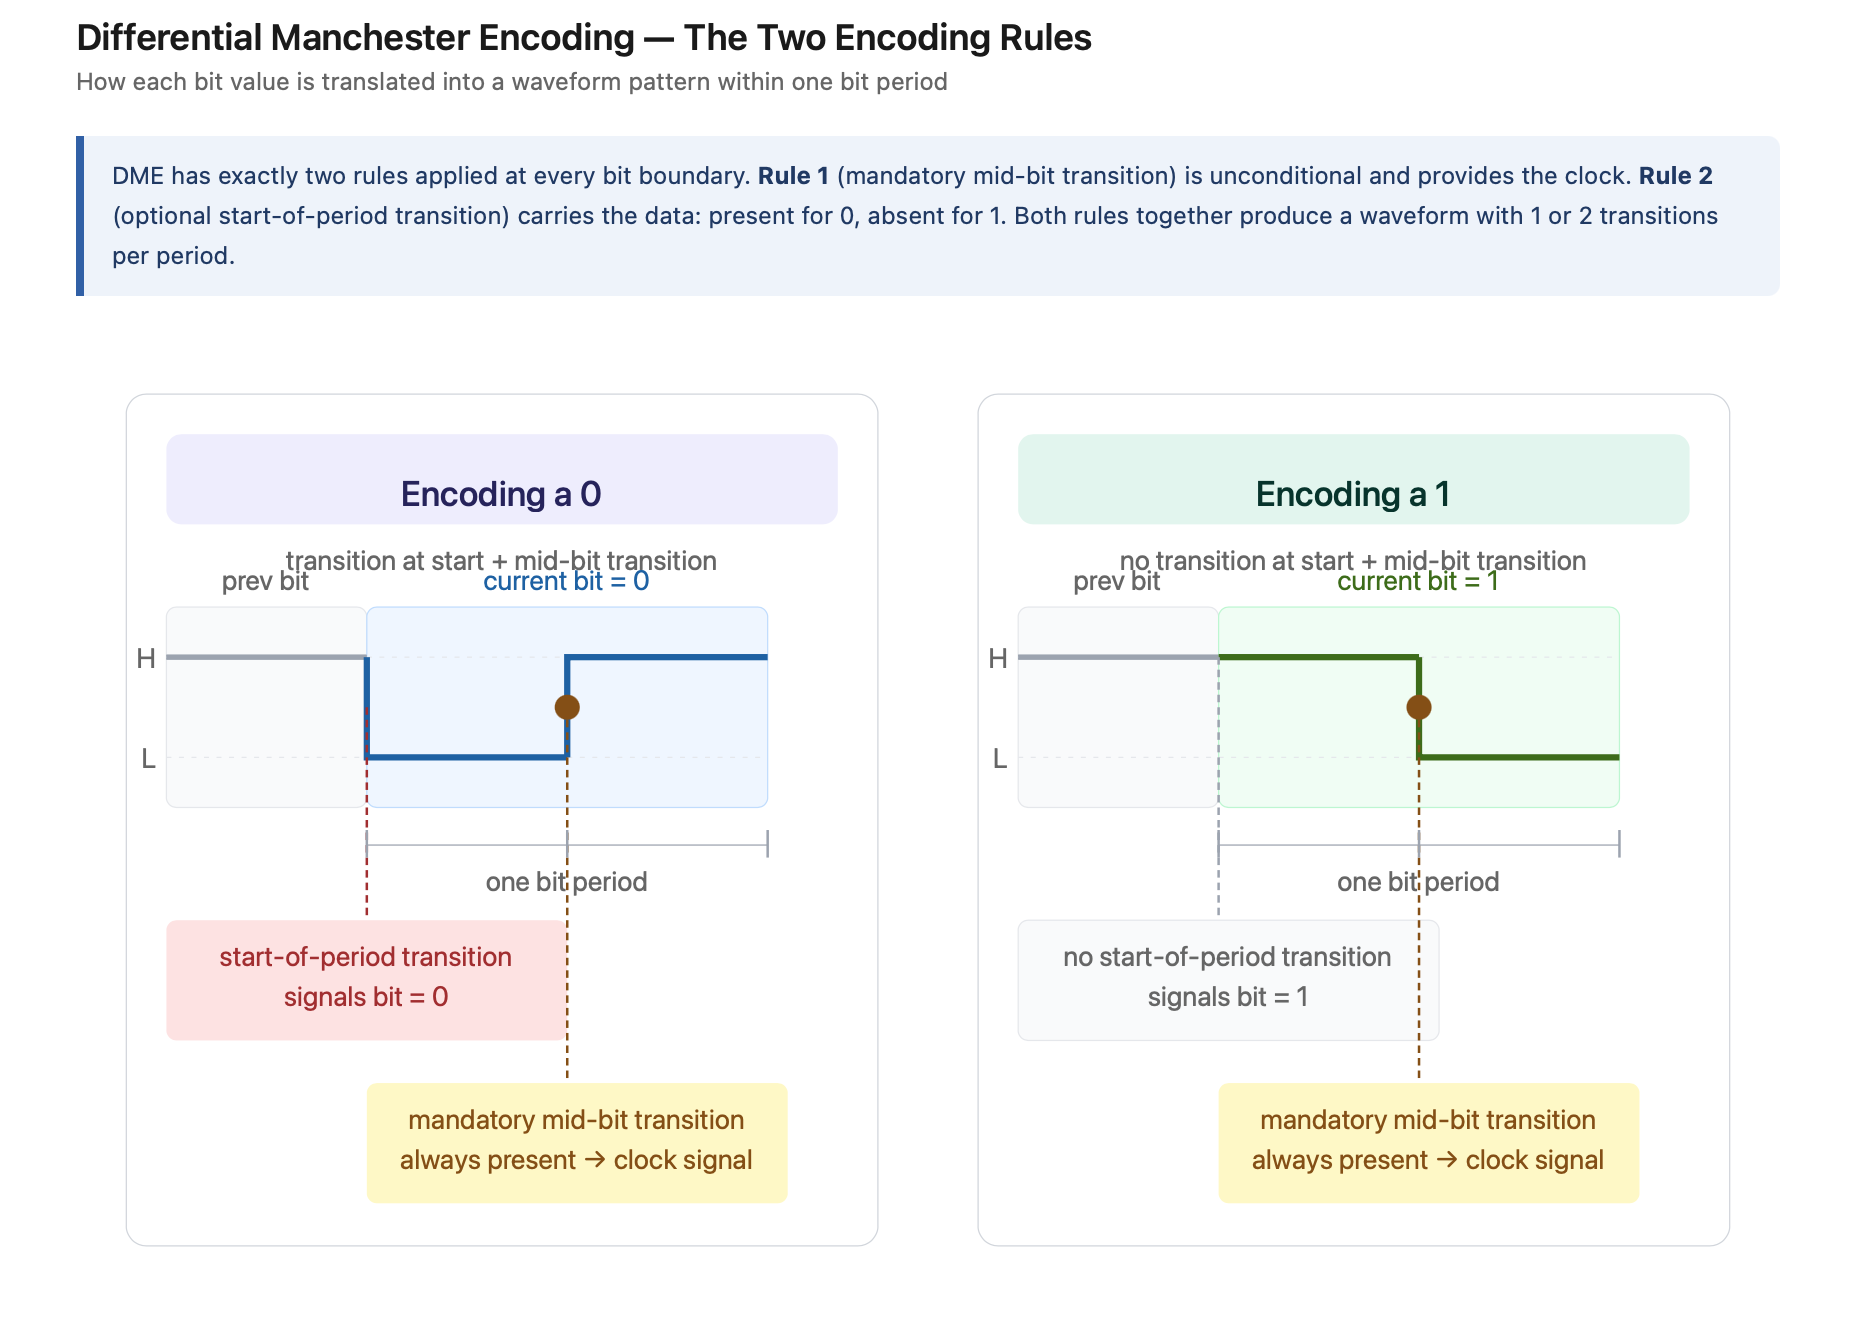 Differential Manchester Encoding — The Two Encoding Rules
How each bit value is translated into a waveform pattern within one bit period
DME has exactly two rules applied at every bit boundary. Rule 1 (mandatory mid-bit transition) is unconditional and provides the clock. Rule 2
(optional start-of-period transition) carries the data: present for 0, absent for 1. Both rules together produce a waveform with 1 or 2 transitions
per period.
Encoding a 0
transition at start + mid-bit transition
prev bit
current bit = 0
H
L
one bit period
start-of-period transition
signals bit = 0
mandatory mid-bit transition
always present → clock signal
Encoding a 1
no transition at start + mid-bit transition
prev bit
current bit = 1
H
L
one bit period
no start-of-period transition
signals bit = 1
mandatory mid-bit transition
always present → clock signal